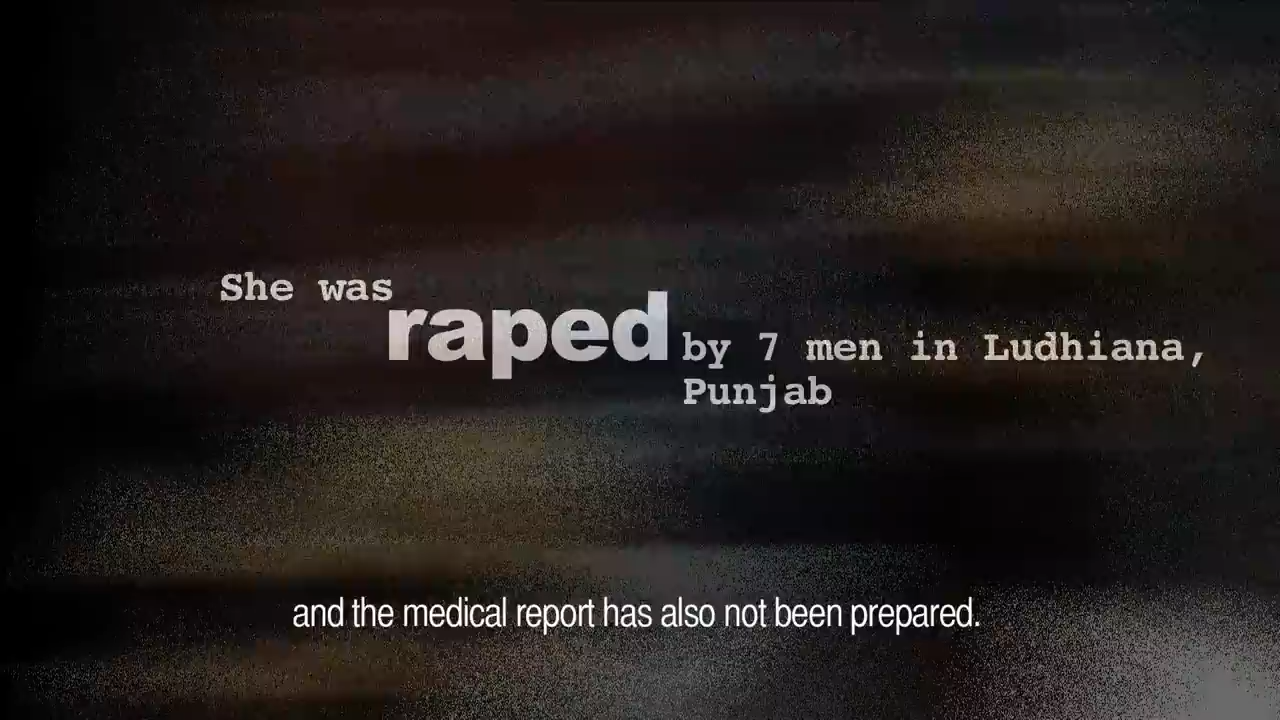 She was
raped
by 7 men in Ludhiana,
Punjab
and the medical report has also not been prepared.